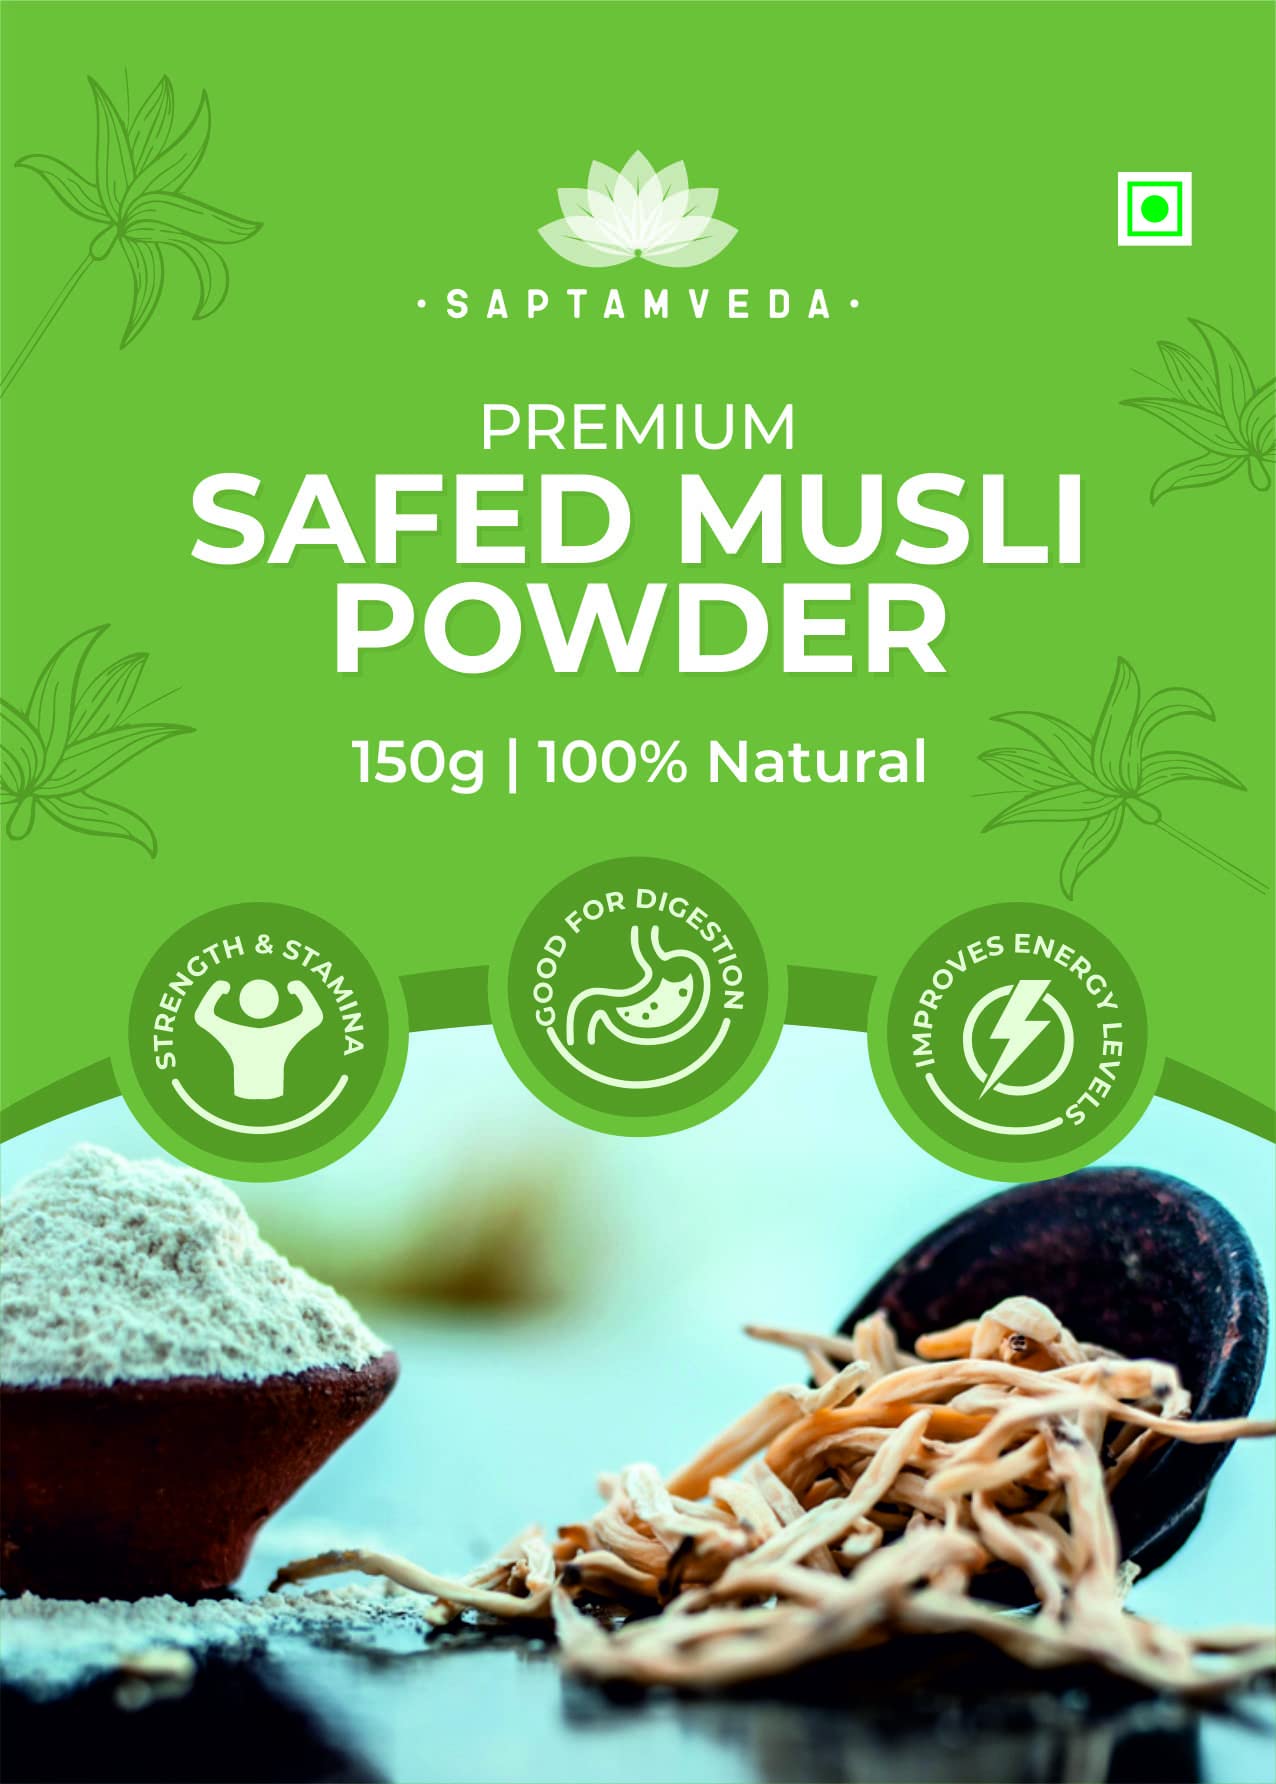 · SAPTAMVEDA ·
PREMIUM
SAFED MUSLI
POWDER
150g | 100% Natural
STRENGTH & STAMINA
GOOD FOR DIGESTION
IMPROVES ENERGY LEVELS